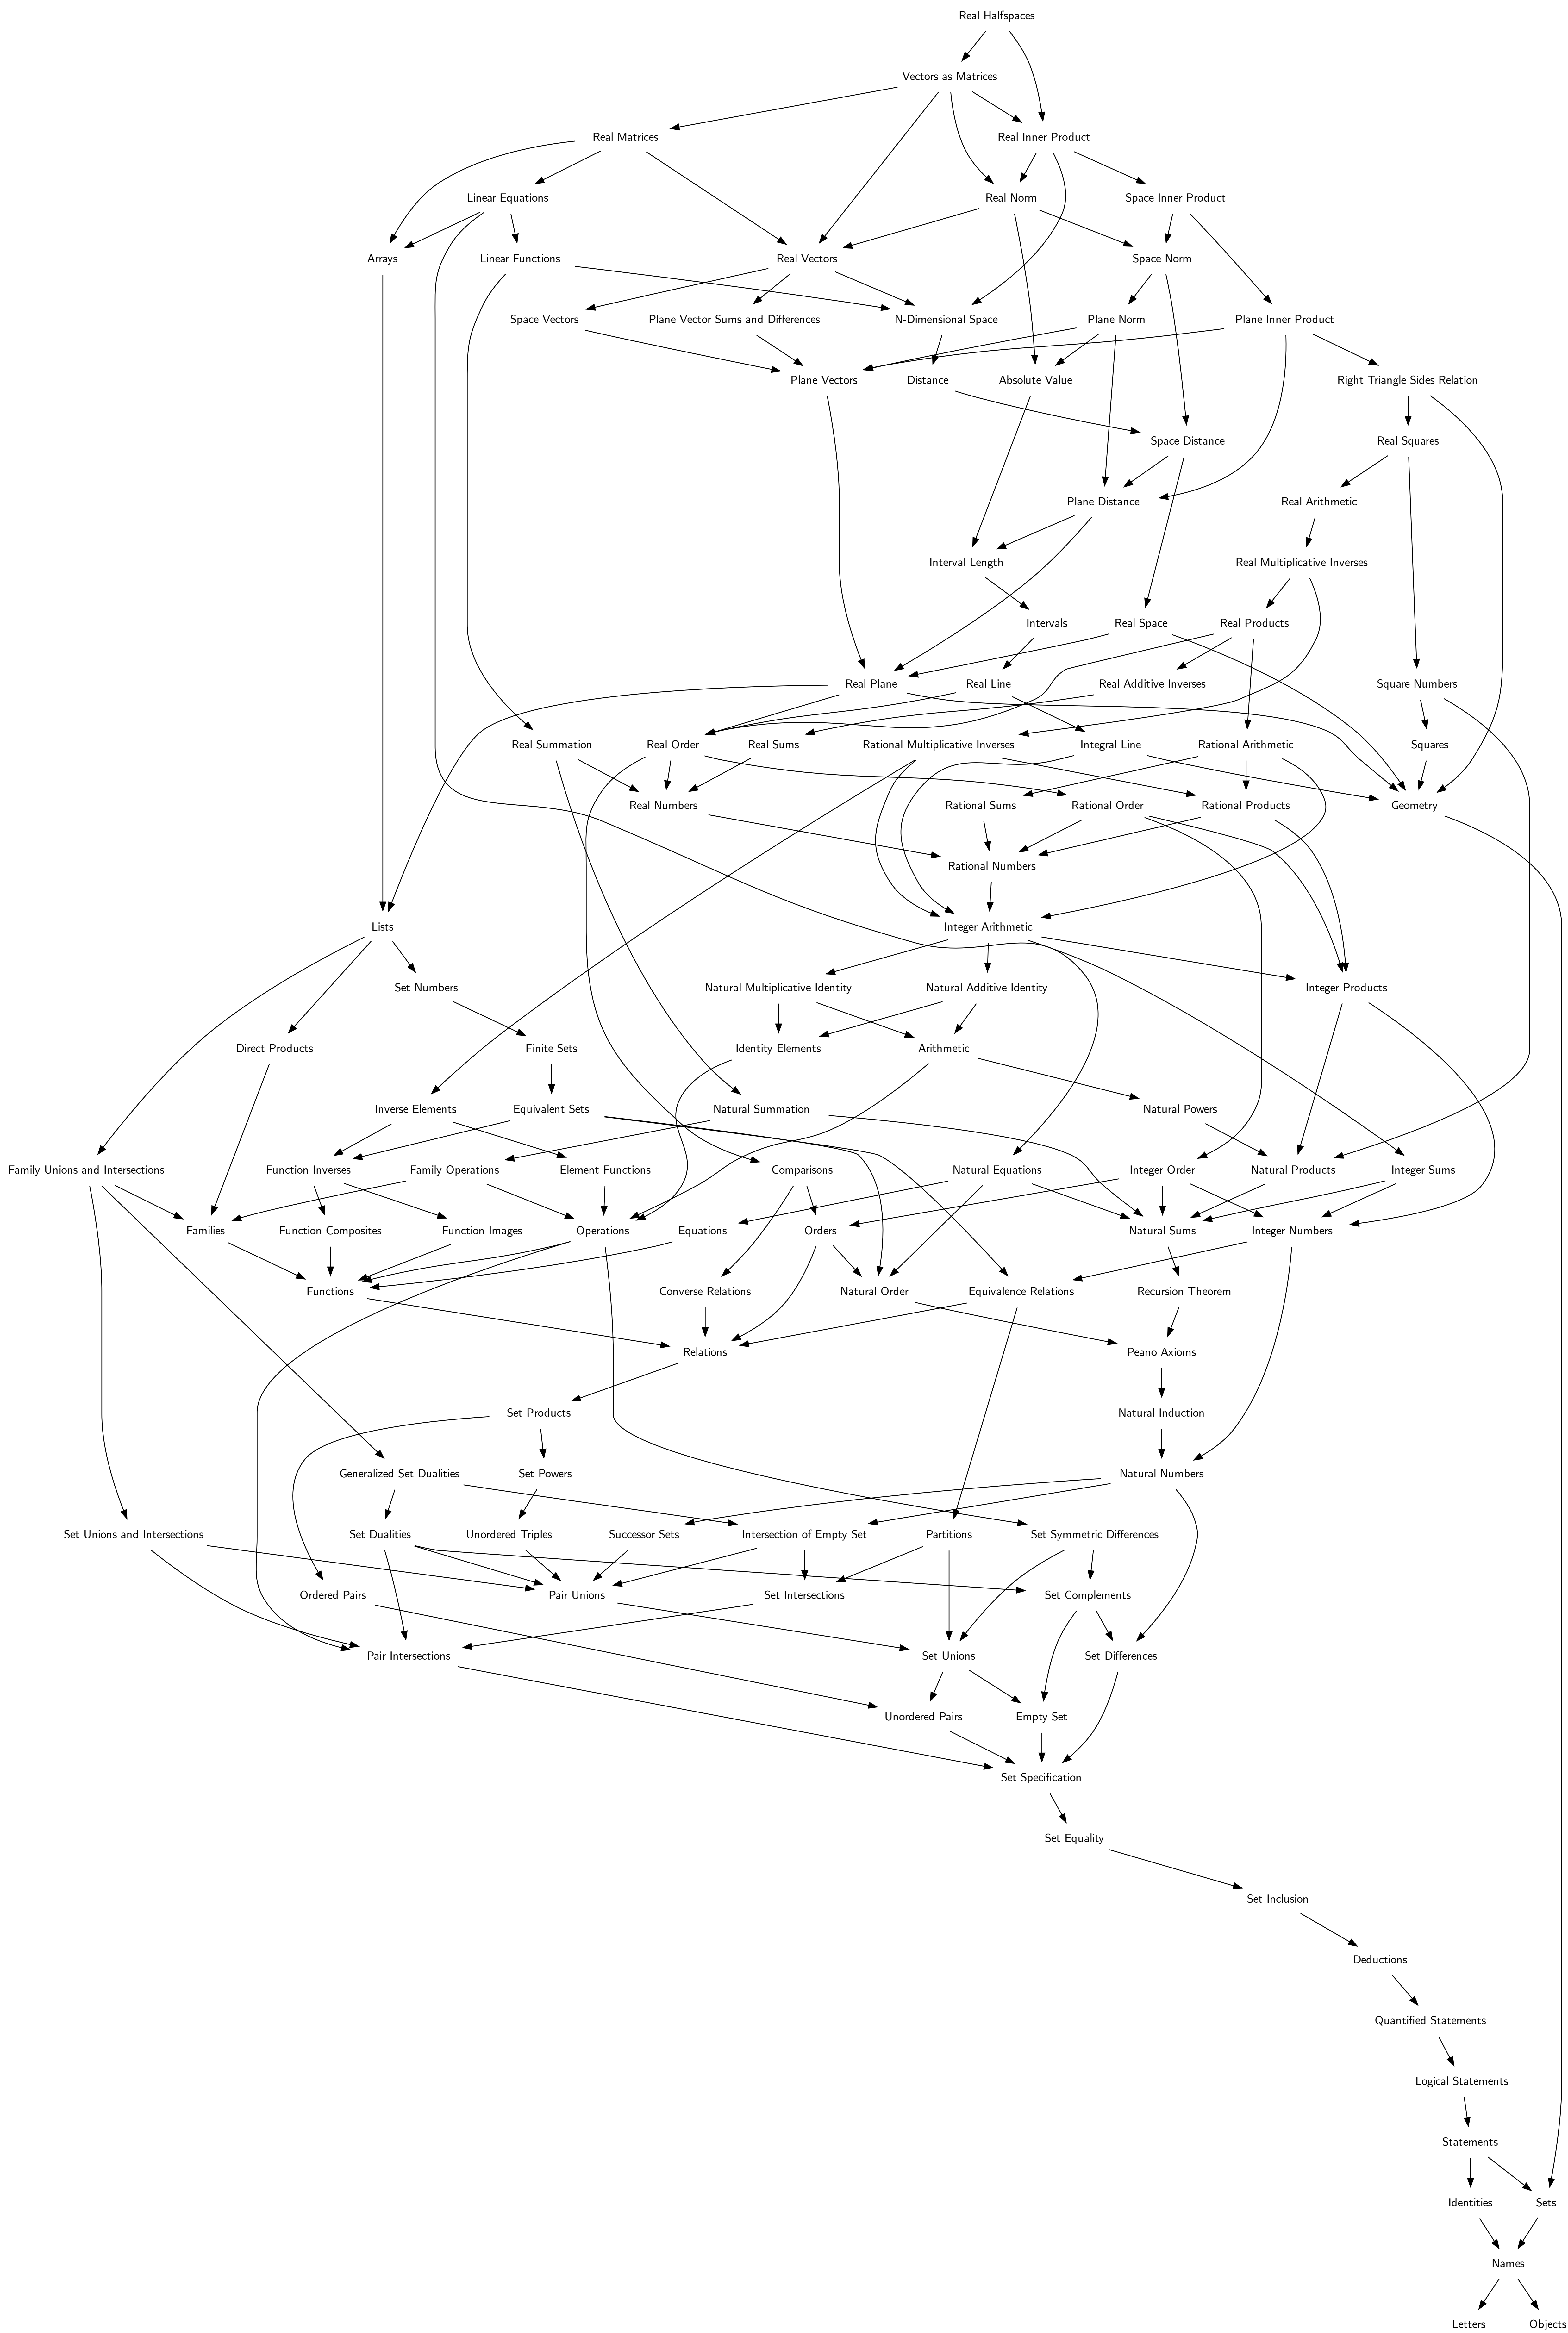 Real Halfspaces
Vectors as Matrices
Real Matrices
Real Inner Product
Linear Equations
Real Norm
Space Inner Product
Arrays
Linear Functions
Real Vectors
Space Norm
Space Vectors
Plane Vector Sums and Differences
N-Dimensional Space
Plane Norm
Plane Inner Product
Plane Vectors
Distance
Absolute Value
Right Triangle Sides Relation
Space Distance
Real Squares
Plane Distance
Real Arithmetic
Interval Length
Real Multiplicative Inverses
Intervals
Real Space
Real Products
Real Plane
Real Line
Real Additive Inverses
Square Numbers
Real Summation
Real Order
Real Sums
Rational Multiplicative Inverses
Integral Line
Rational Arithmetic
Squares
Real Numbers
Rational Sums
Rational Order
Rational Products
Geometry
Rational Numbers
Lists
Integer Arithmetic
Set Numbers
Natural Multiplicative Identity
Natural Additive Identity
Integer Products
Direct Products
Finite Sets
Identity Elements
Arithmetic
Inverse Elements
Equivalent Sets
Natural Summation
Natural Powers
Family Unions and Intersections
Function Inverses
Family Operations
Element Functions
Comparisons
Natural Equations
Integer Order
Natural Products
Integer Sums
Families
Function Composites
Function Images
Operations
Equations
Orders
Natural Sums
Integer Numbers
Functions
Converse Relations
Natural Order
Equivalence Relations
Recursion Theorem
Relations
Peano Axioms
Set Products
Natural Induction
Generalized Set Dualities
Set Powers
Natural Numbers
Set Unions and Intersections
Set Dualities
Unordered Triples
Successor Sets
Intersection of Empty Set
Partitions
Set Symmetric Differences
Ordered Pairs
Pair Unions
Set Intersections
Set Complements
Pair Intersections
Set Unions
Set Differences
Unordered Pairs
Empty Set
Set Specification
Set Equality
Set Inclusion
Deductions
Quantified Statements
Logical Statements
Statements
Identities
Sets
Names
Letters
Objects